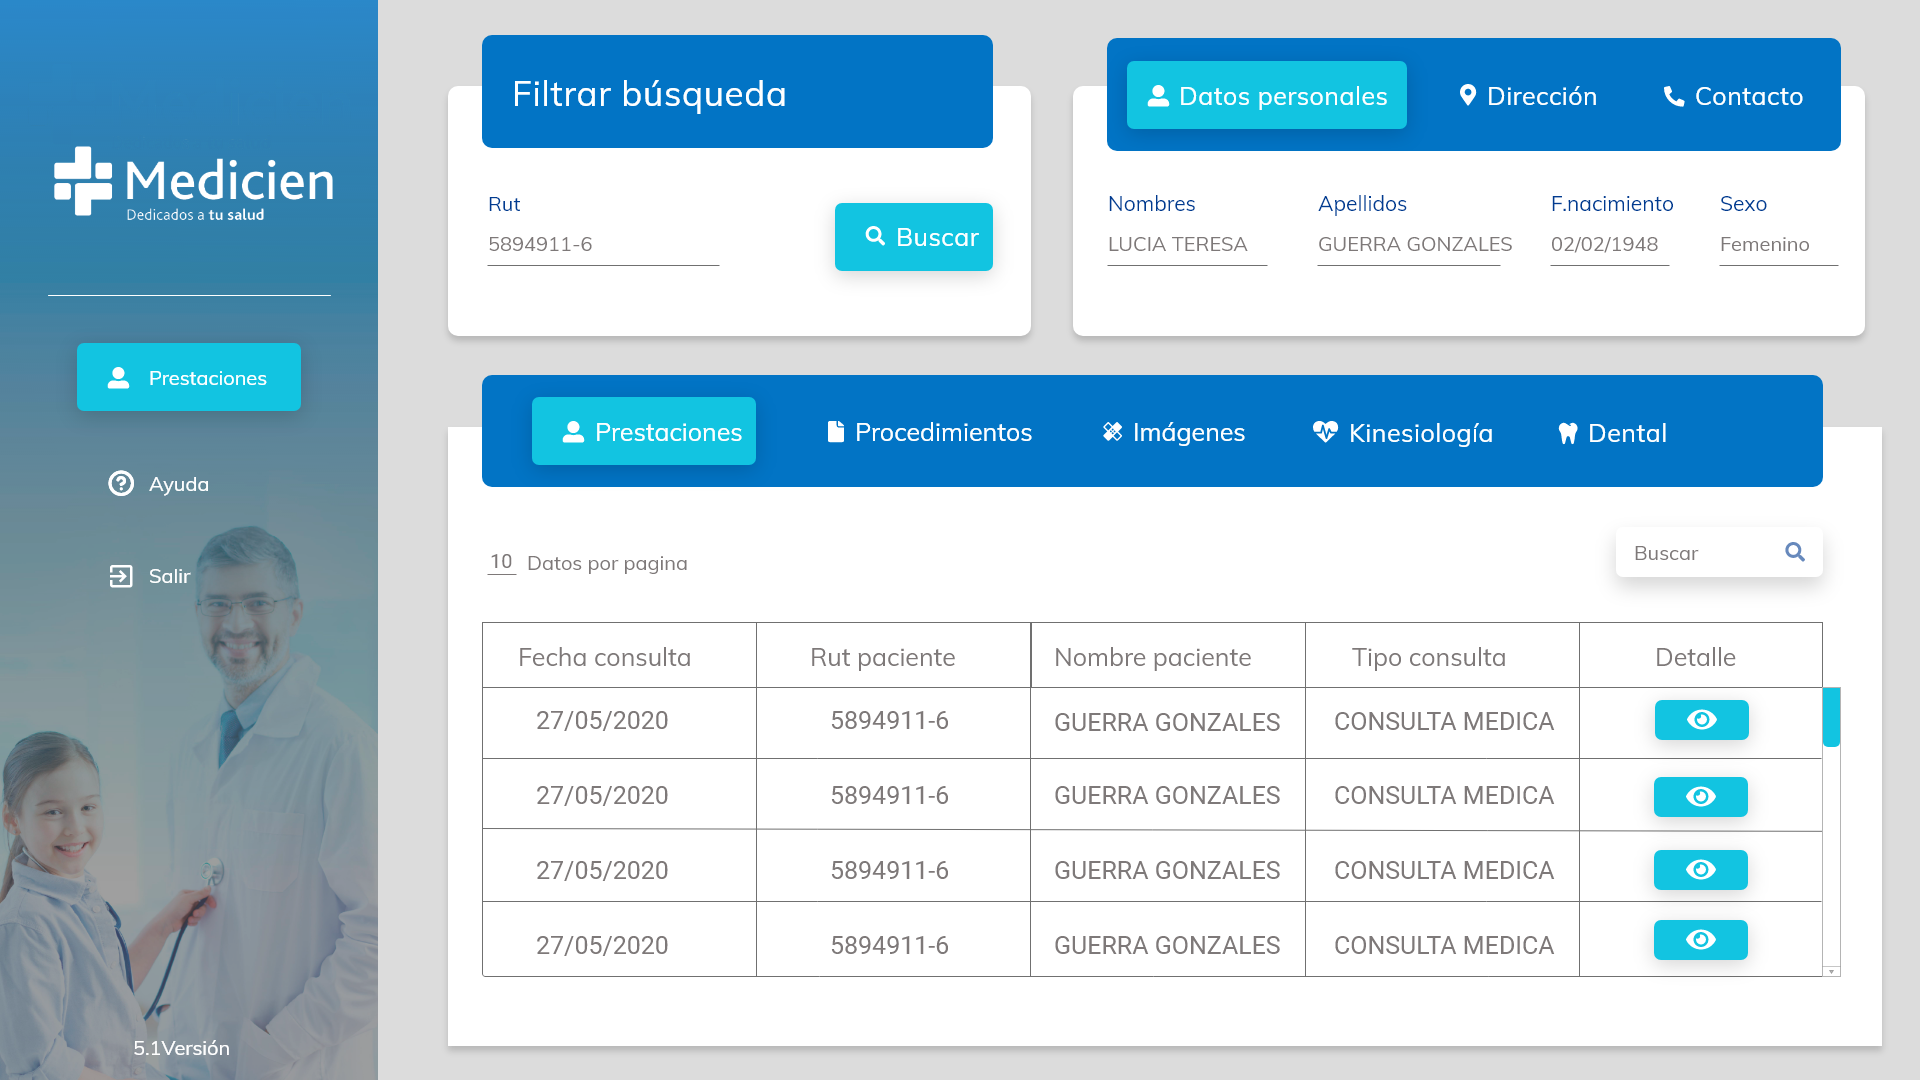 Medicien
Dedicados a tu salud
Prestaciones
Ayuda
Salir
5.1Versión
Filtrar búsqueda
Rut
5894911-6
Buscar
Datos personales Dirección Contacto
Nombres Apellidos F.nacimiento Sexo
LUCIA TERESA GUERRA GONZALES 02/02/1948 Femenino
Prestaciones Procedimientos Imágenes Kinesiología Dental
10 Datos por pagina
Buscar
Fecha consulta Rut paciente Nombre paciente Tipo consulta Detalle
27/05/2020 5894911-6 GUERRA GONZALES CONSULTA MEDICA
27/05/2020 5894911-6 GUERRA GONZALES CONSULTA MEDICA
27/05/2020 5894911-6 GUERRA GONZALES CONSULTA MEDICA
27/05/2020 5894911-6 GUERRA GONZALES CONSULTA MEDICA